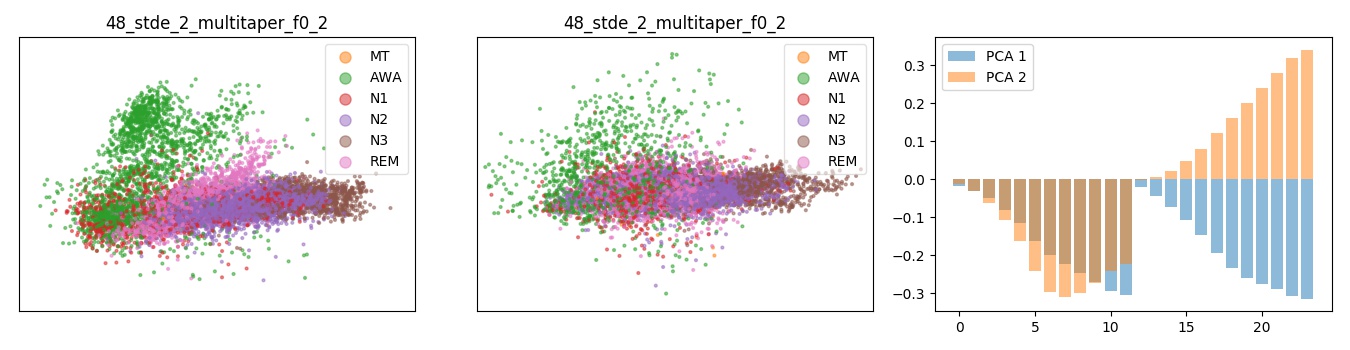 48_stde_2_multitaper_f0_2
MT
AWA
N1
N2
N3
REM
48_stde_2_multitaper_f0_2
MT
AWA
N1
N2
N3
REM
PCA 1
PCA 2
0.3
0.2
0.1
0.0
−0.1
−0.2
−0.3
0
5
10
15
20